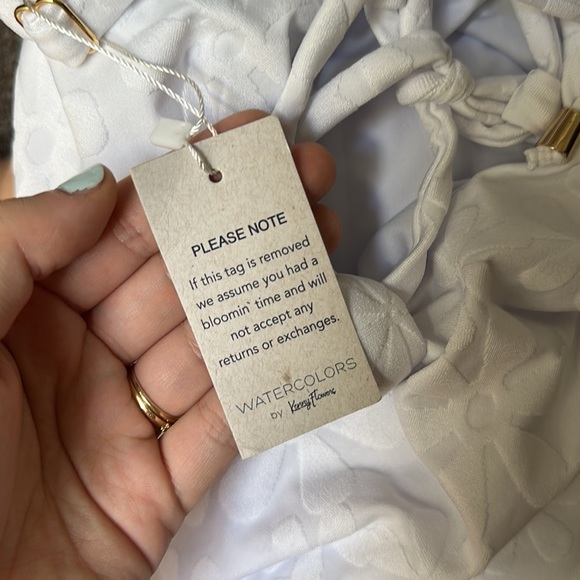 PLEASE NOTE
If this tag is removed
we assume you had a
bloomin' time and will
not accept any
returns or exchanges.
WATERCOLORS
BY Kenny Flowers